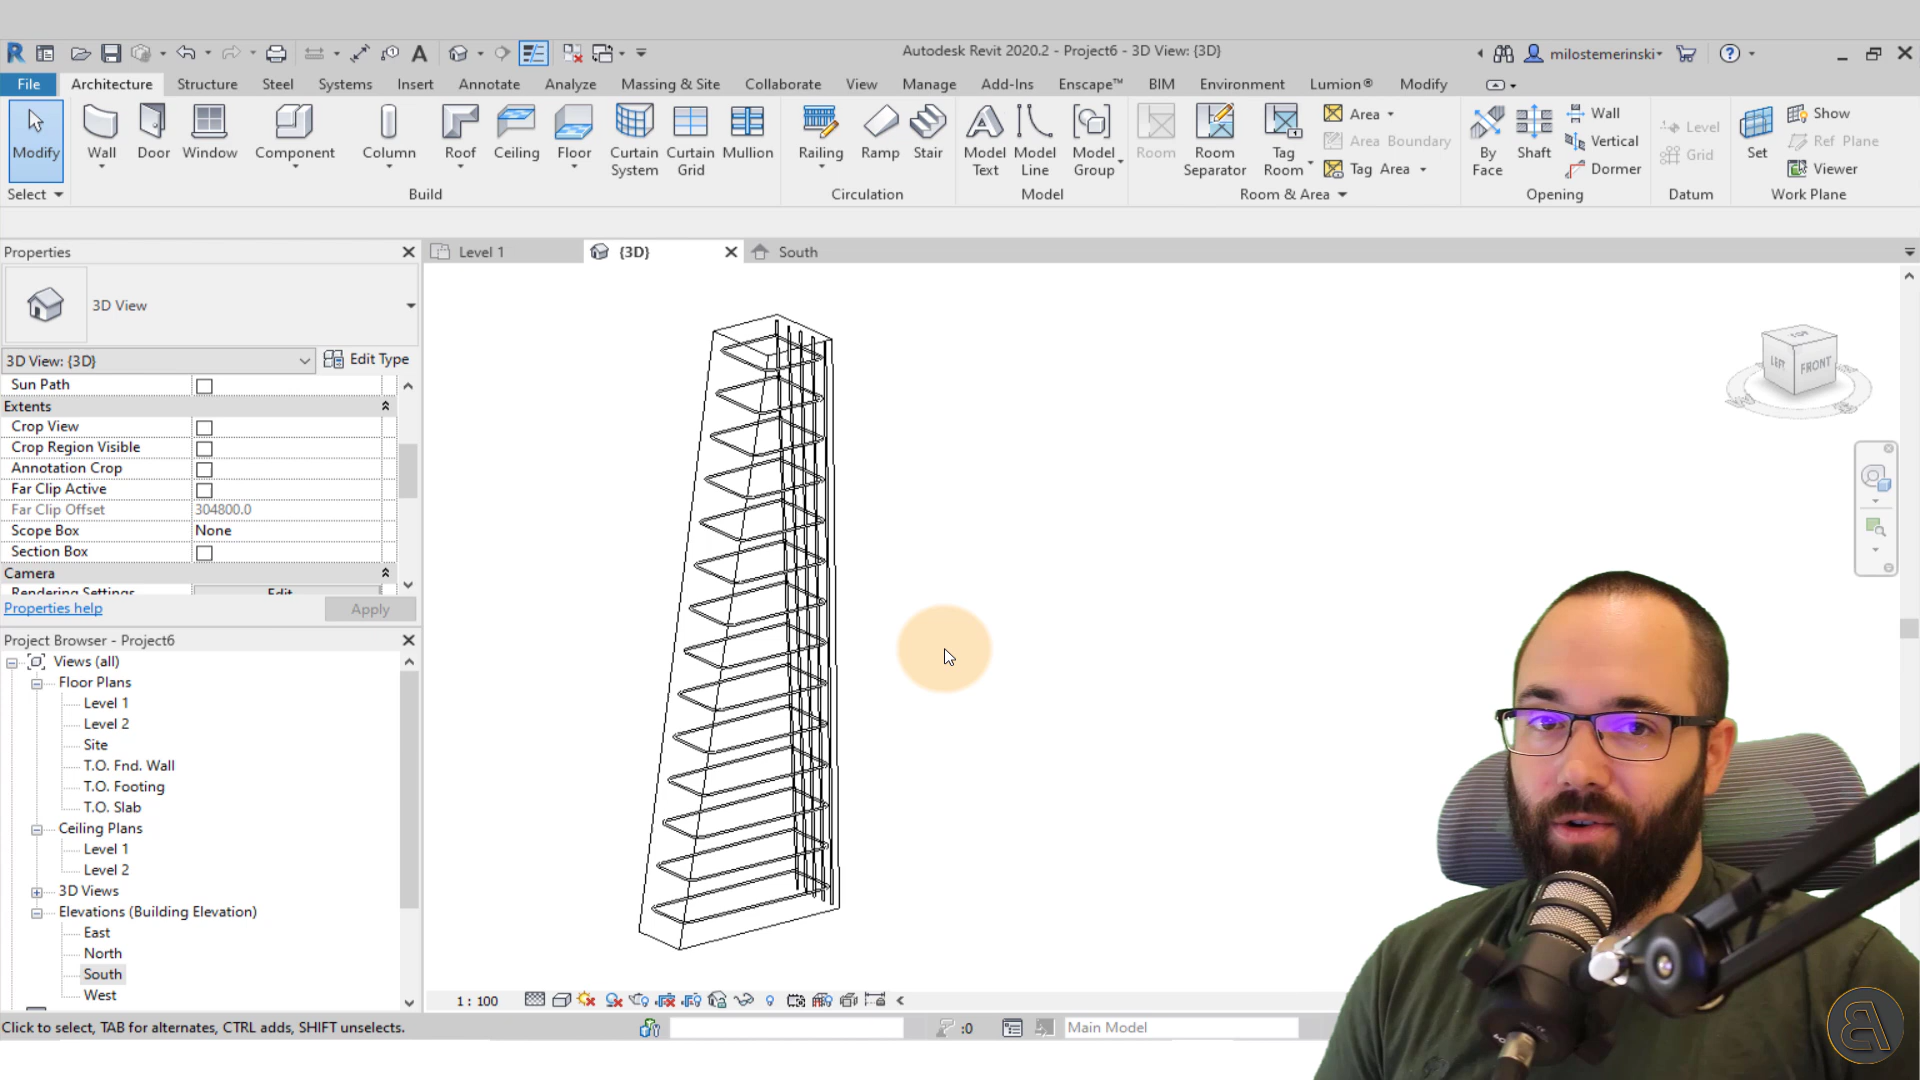 Autodesk Revit 2020.2 - Project6 - 3D View: {3D}
milostemerinski
File Architecture Structure Steel Systems Insert Annotate Analyze Massing & Site Collaborate View Manage Add-Ins Enscape™ BIM Environment Lumion® Modify
Modify
Wall
Door
Window
Component
Column
Roof
Ceiling
Floor
Curtain System
Curtain Grid
Mullion
Railing
Ramp
Stair
Model Text
Model Line
Model Group
Room
Room Separator
Tag Room
Area
Area Boundary
Tag Area
By Face
Shaft
Wall
Vertical
Dormer
Level
Grid
Set
Show
Ref Plane
Viewer
Select Build Circulation Model Room & Area Opening Datum Work Plane
Properties
3D View
3D View: {3D}
Edit Type
Sun Path
Extents
Crop View
Crop Region Visible
Annotation Crop
Far Clip Active
Far Clip Offset 304800.0
Scope Box None
Section Box
Camera
Rendering Settings Edit...
Properties help
Apply
Project Browser - Project6
Views (all)
Floor Plans
Level 1
Level 2
Site
T.O. Fnd. Wall
T.O. Footing
T.O. Slab
Ceiling Plans
Level 1
Level 2
3D Views
Elevations (Building Elevation)
East
North
South
West
Level 1
{3D}
South
TOP
LEFT
FRONT
1 : 100
Click to select, TAB for alternates, CTRL adds, SHIFT unselects.
:0
Main Model